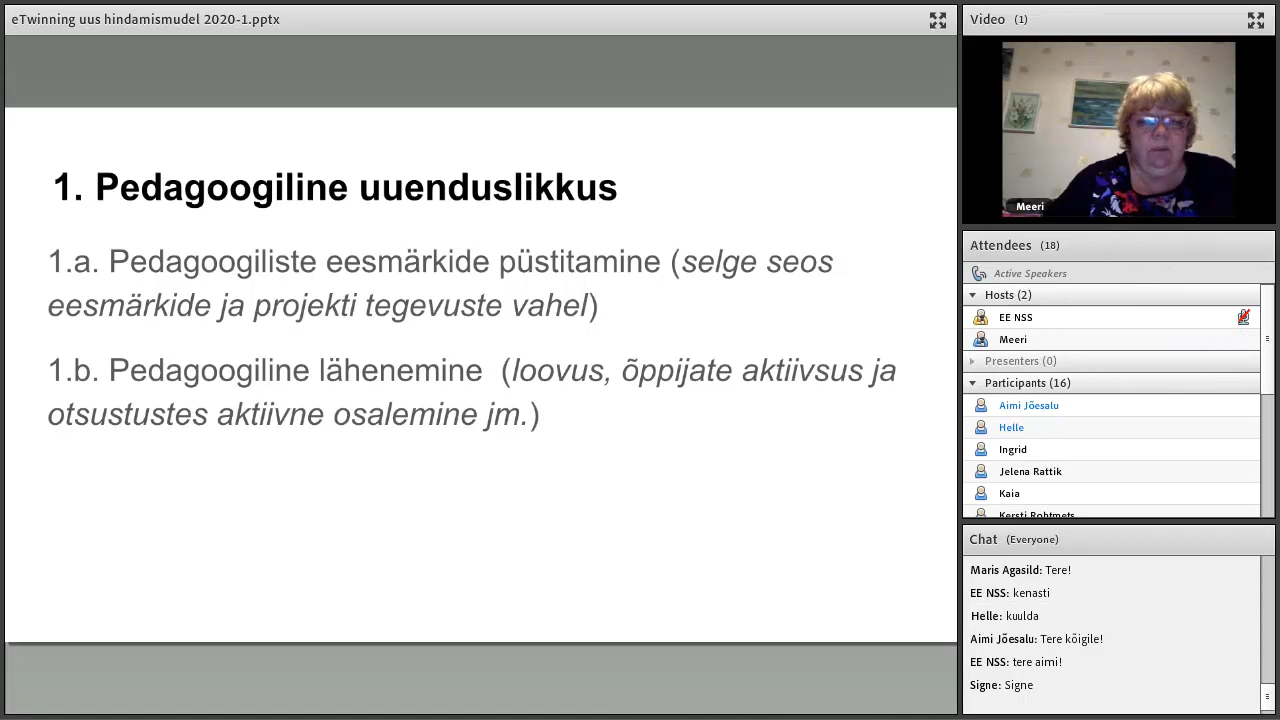 eTwinning uus hindamismudel 2020-1.pptx
1. Pedagoogiline uuenduslikkus
1.a. Pedagoogiliste eesmärkide püstitamine (selge seos
eesmärkide ja projekti tegevuste vahel)
1.b. Pedagoogiline lähenemine (loovus, õppijate aktiivsus ja
otsustustes aktiivne osalemine jm.)
Video (1)
Meeri
Attendees (18)
Active Speakers
Hosts (2)
EE NSS
Meeri
Presenters (0)
Participants (16)
Aimi Jõesalu
Helle
Ingrid
Jelena Rattik
Kaia
Kersti Rohtmets
Chat (Everyone)
Maris Agasild: Tere!
EE NSS: kenasti
Helle: kuulda
Aimi Jõesalu: Tere kõigile!
EE NSS: tere aimi!
Signe: Signe